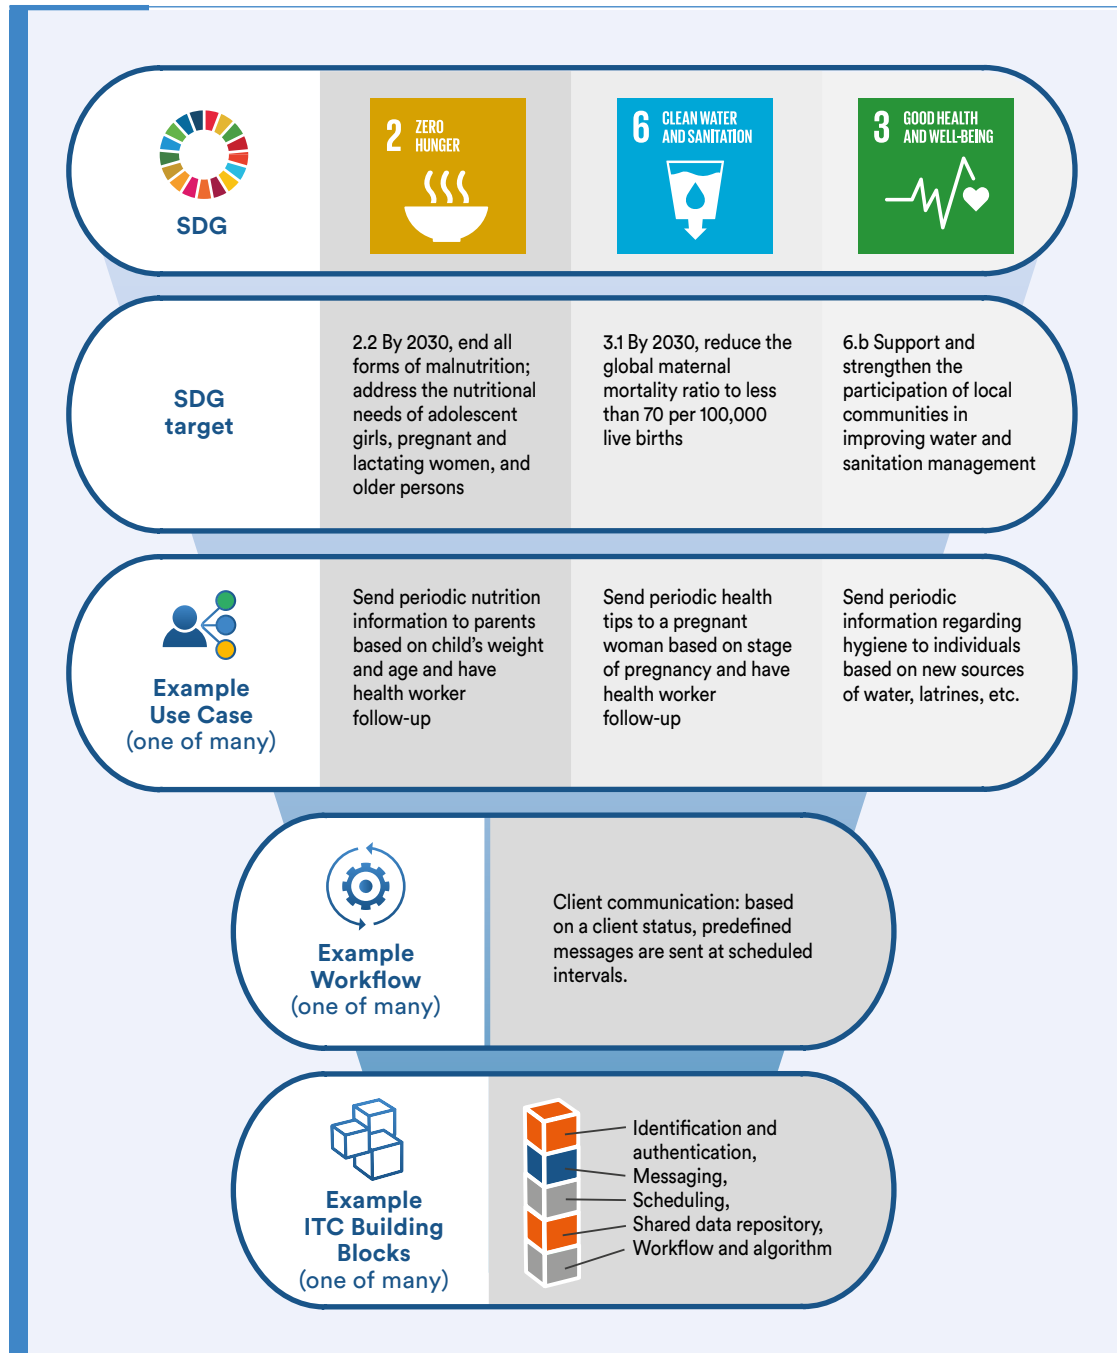 SDG
2 ZERO
HUNGER
6 CLEAN WATER
AND SANITATION
3 GOOD HEALTH
AND WELL-BEING
SDG
target
2.2 By 2030, end all
forms of malnutrition;
address the nutritional
needs of adolescent
girls, pregnant and
lactating women, and
older persons
3.1 By 2030, reduce the
global maternal
mortality ratio to less
than 70 per 100,000
live births
6.b Support and
strengthen the
participation of local
communities in
improving water and
sanitation management
Example
Use Case
(one of many)
Send periodic nutrition
information to parents
based on child's weight
and age and have
health worker
follow-up
Send periodic health
tips to a pregnant
woman based on stage
of pregnancy and have
health worker
follow-up
Send periodic
information regarding
hygiene to individuals
based on new sources
of water, latrines, etc.
Example
Workflow
(one of many)
Client communication: based
on a client status, predefined
messages are sent at scheduled
intervals.
Example
ITC Building
Blocks
(one of many)
Identification and
authentication,
Messaging,
Scheduling,
Shared data repository,
Workflow and algorithm